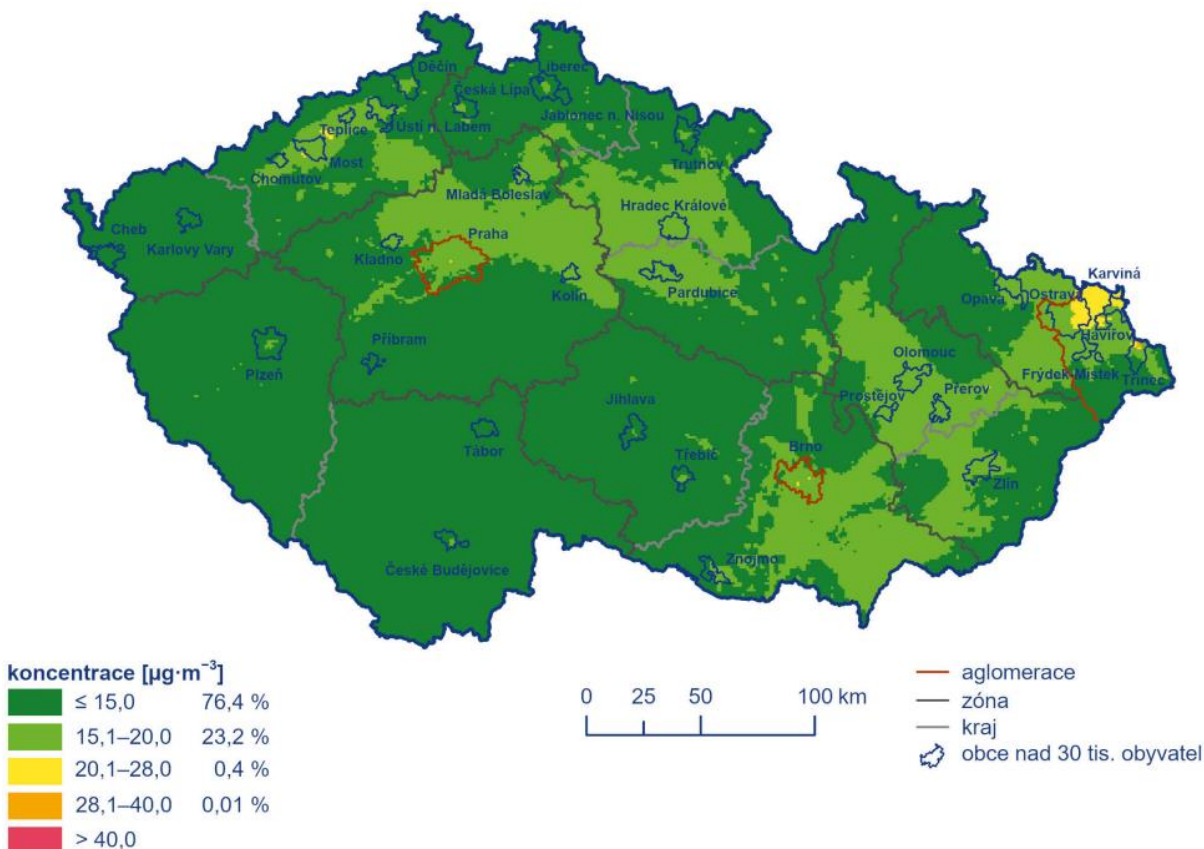 Děčín
Liberec
Česká Lípa
Jablonec n. Nisou
Teplice
Ústí n. Labem
Most
Chomutov
Trutnov
Mladá Boleslav
Hradec Králové
Cheb
Karlovy Vary
Praha
Kladno
Kolín
Pardubice
Karviná
Opava
Ostrava
Havířov
Příbram
Plzeň
Olomouc
Frýdek-Místek
Třinec
Prostějov
Přerov
Jihlava
Tábor
Třebíč
Brno
Zlín
České Budějovice
Znojmo
koncentrace [µg·m⁻³]
≤ 15,0 76,4 %
15,1–20,0 23,2 %
20,1–28,0 0,4 %
28,1–40,0 0,01 %
> 40,0
0 25 50 100 km
aglomerace
zóna
kraj
obce nad 30 tis. obyvatel